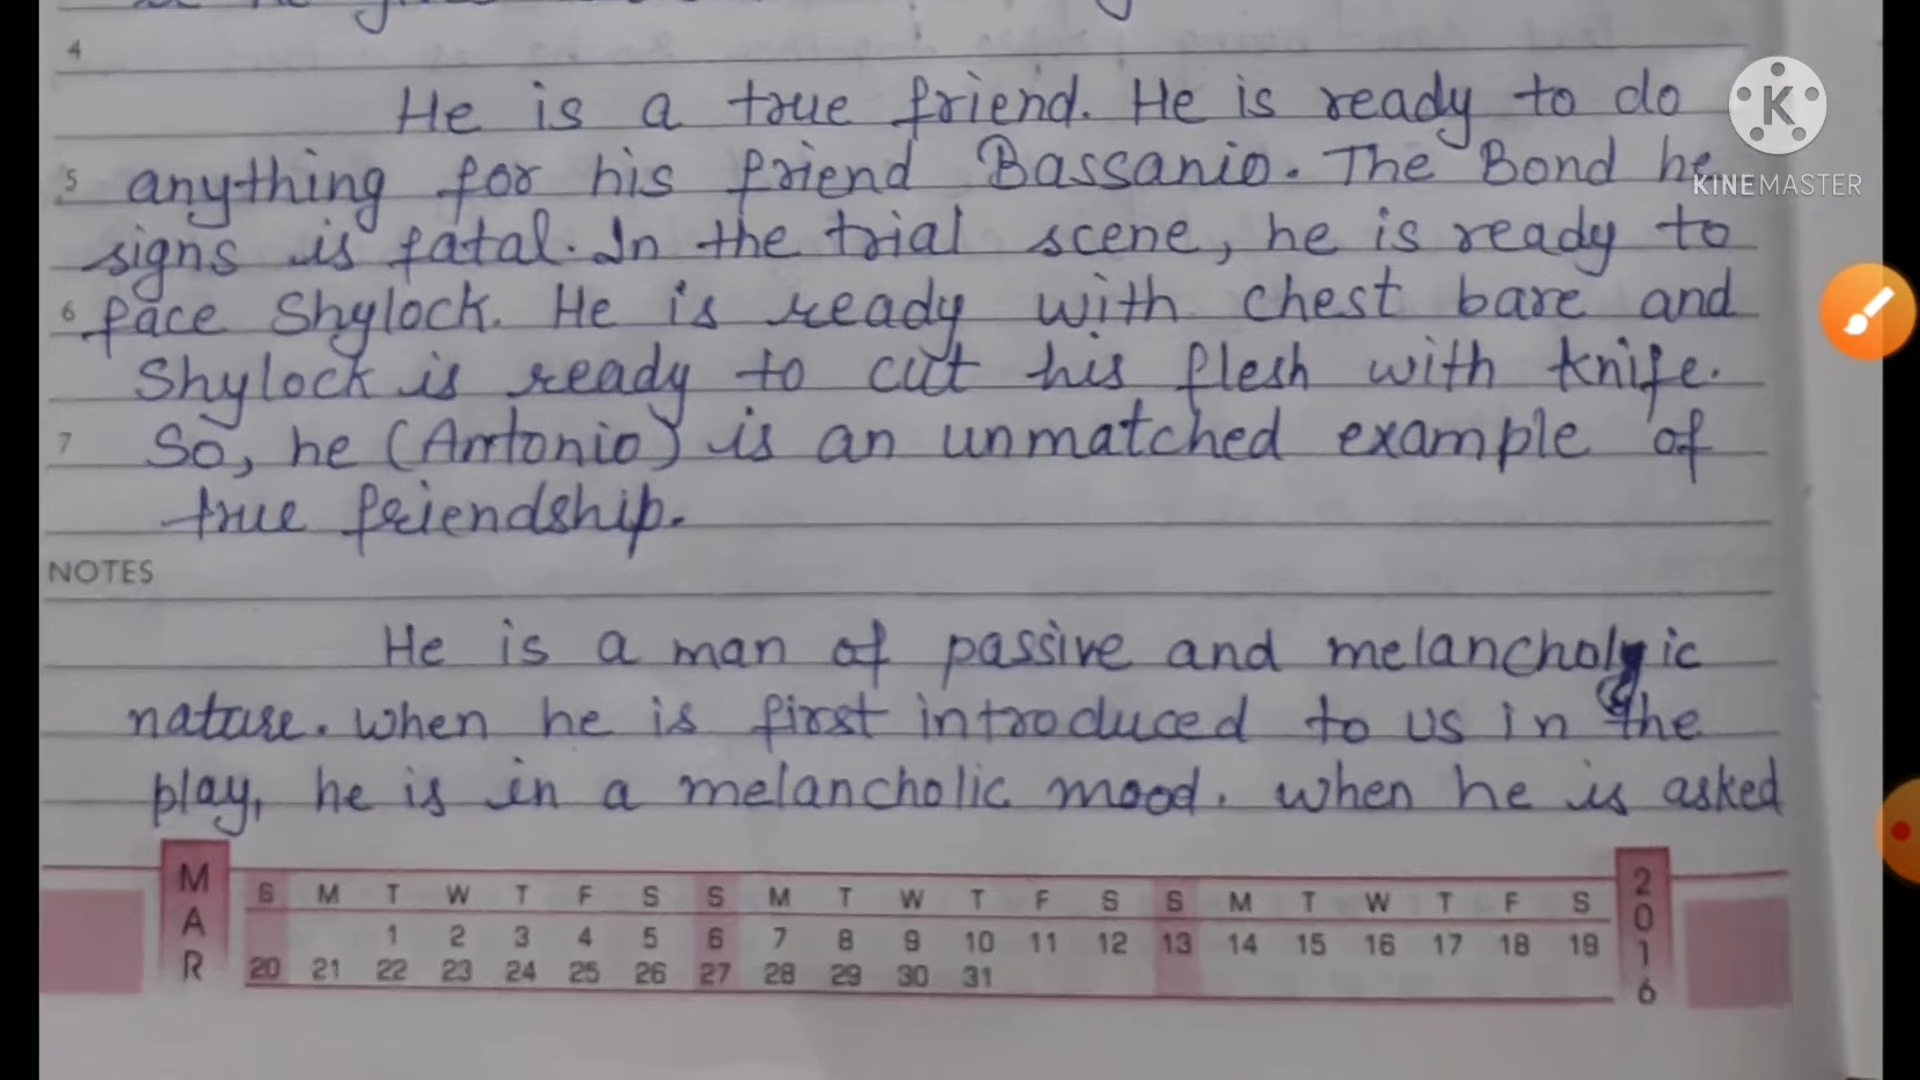 4
He is a true friend. He is ready to do
5 anything for his friend Bassanio. The Bond he
signs is fatal. In the trial scene, he is ready to
6 face Shylock. He is ready with chest bare and
Shylock is ready to cut his flesh with knife.
7 So, he (Antonio) is an unmatched example of
true friendship.
NOTES
He is a man of passive and melancholic
nature. When he is first introduced to us in the
play, he is in a melancholic mood. When he is asked
MAR
S M T W T F S S M T W T F S S M T W T F S
1 2 3 4 5 6 7 8 9 10 11 12 13 14 15 16 17 18 19
20 21 22 23 24 25 26 27 28 29 30 31
2016
K
KINEMASTER